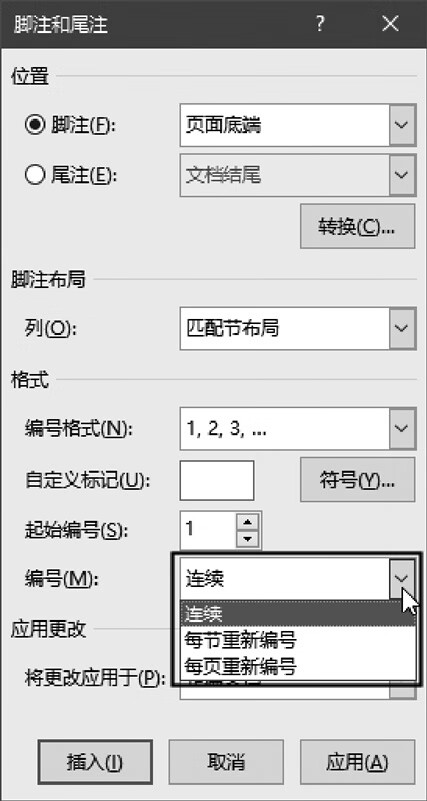 脚注和尾注 ?
位置
脚注(F): 页面底端
尾注(E): 文档结尾
转换(C)...
脚注布局
列(O): 匹配节布局
格式
编号格式(N): 1, 2, 3, ...
自定义标记(U): 符号(Y)...
起始编号(S): 1
编号(M): 连续
连续
每节重新编号
应用更改
每页重新编号
将更改应用于(P):
插入(I) 取消 应用(A)